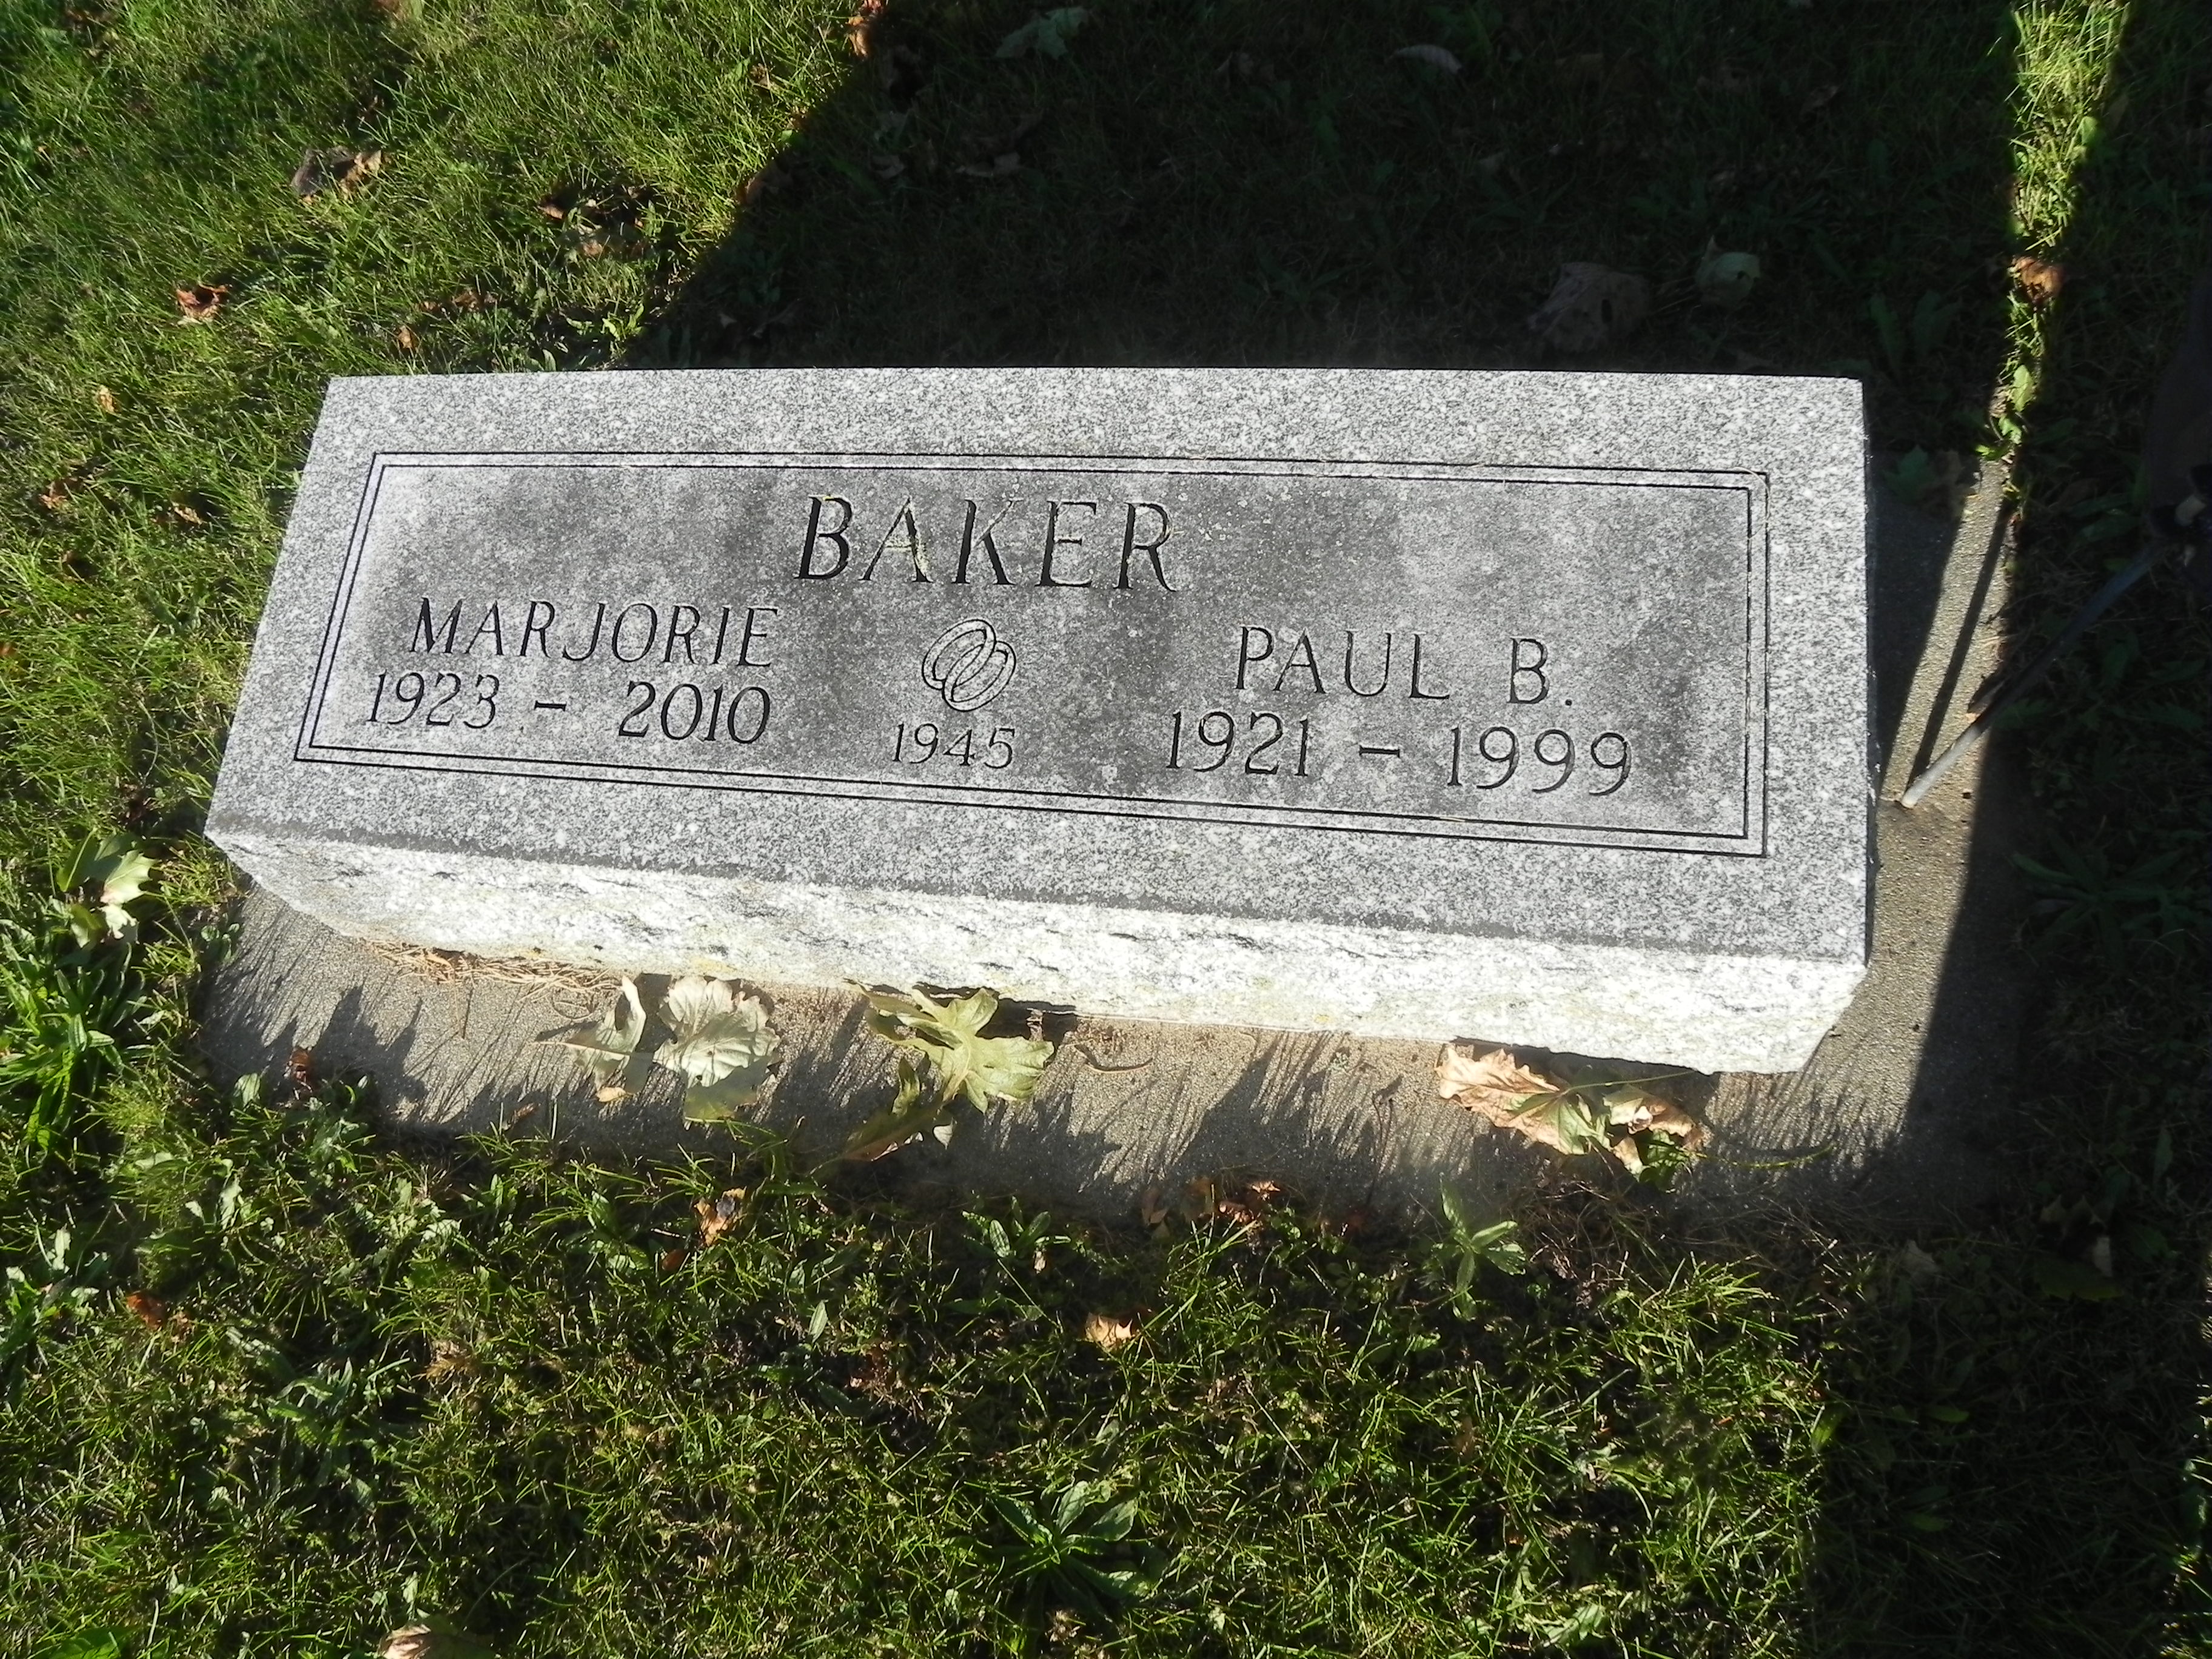 BAKER
MARJORIE
1923 - 2010
1945
PAUL B.
1921 - 1999